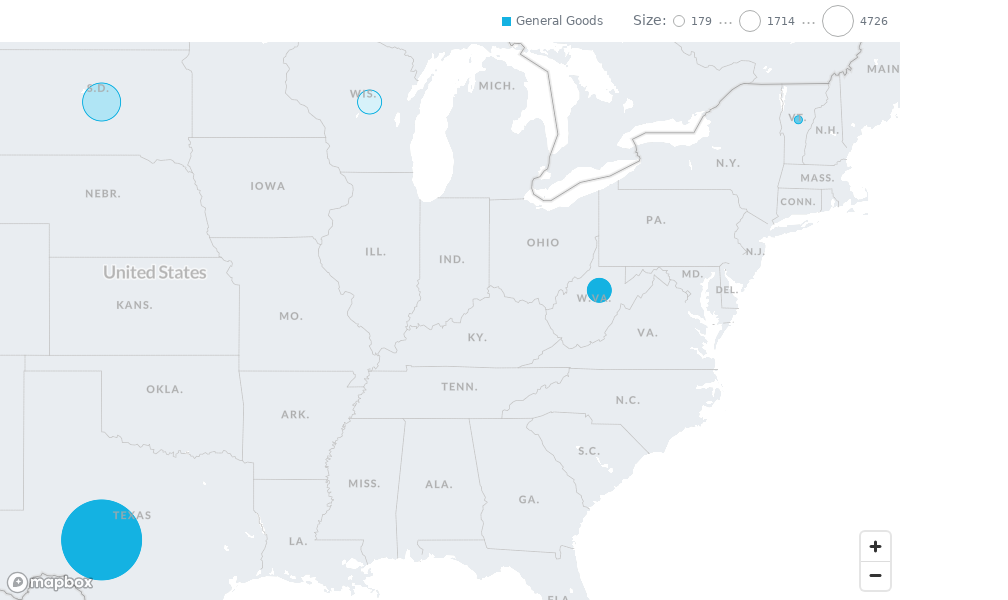 General Goods Size: 179 ... 1714 ... 4726
MAIN
S.D.
WIS.
MICH.
VT.
N.H.
N.Y.
MASS.
NEBR.
IOWA
CONN.
PA.
OHIO
ILL.
IND.
N.J.
United States
MD.
DEL.
KANS.
W.VA.
MO.
VA.
KY.
OKLA.
TENN.
N.C.
ARK.
S.C.
MISS.
ALA.
GA.
TEXAS
LA.
+
mapbox
−
FLA